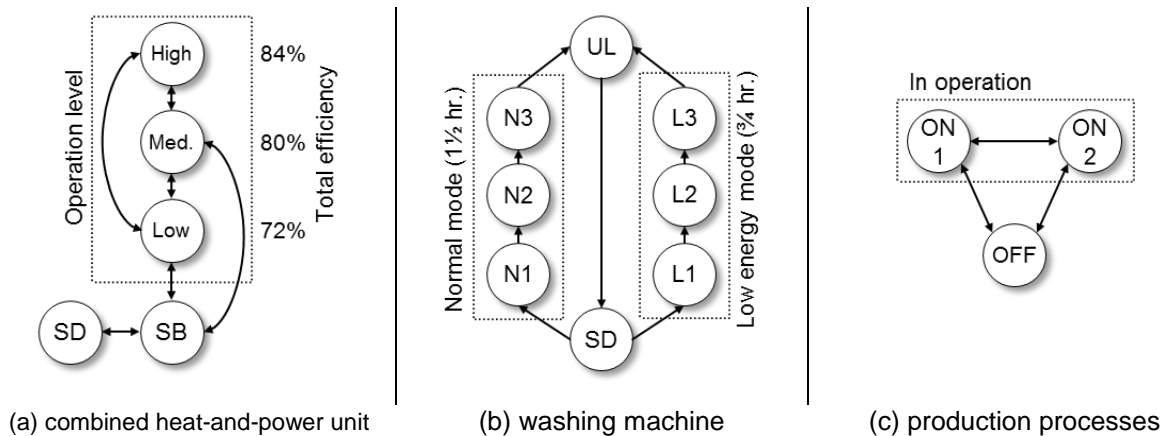 Operation level
High
84%
Med.
80%
Low
72%
Total efficiency
SD
SB
(a) combined heat-and-power unit
UL
Normal mode (1½ hr.)
N3
N2
N1
L3
L2
L1
Low energy mode (¾ hr.)
SD
(b) washing machine
In operation
ON
1
ON
2
OFF
(c) production processes